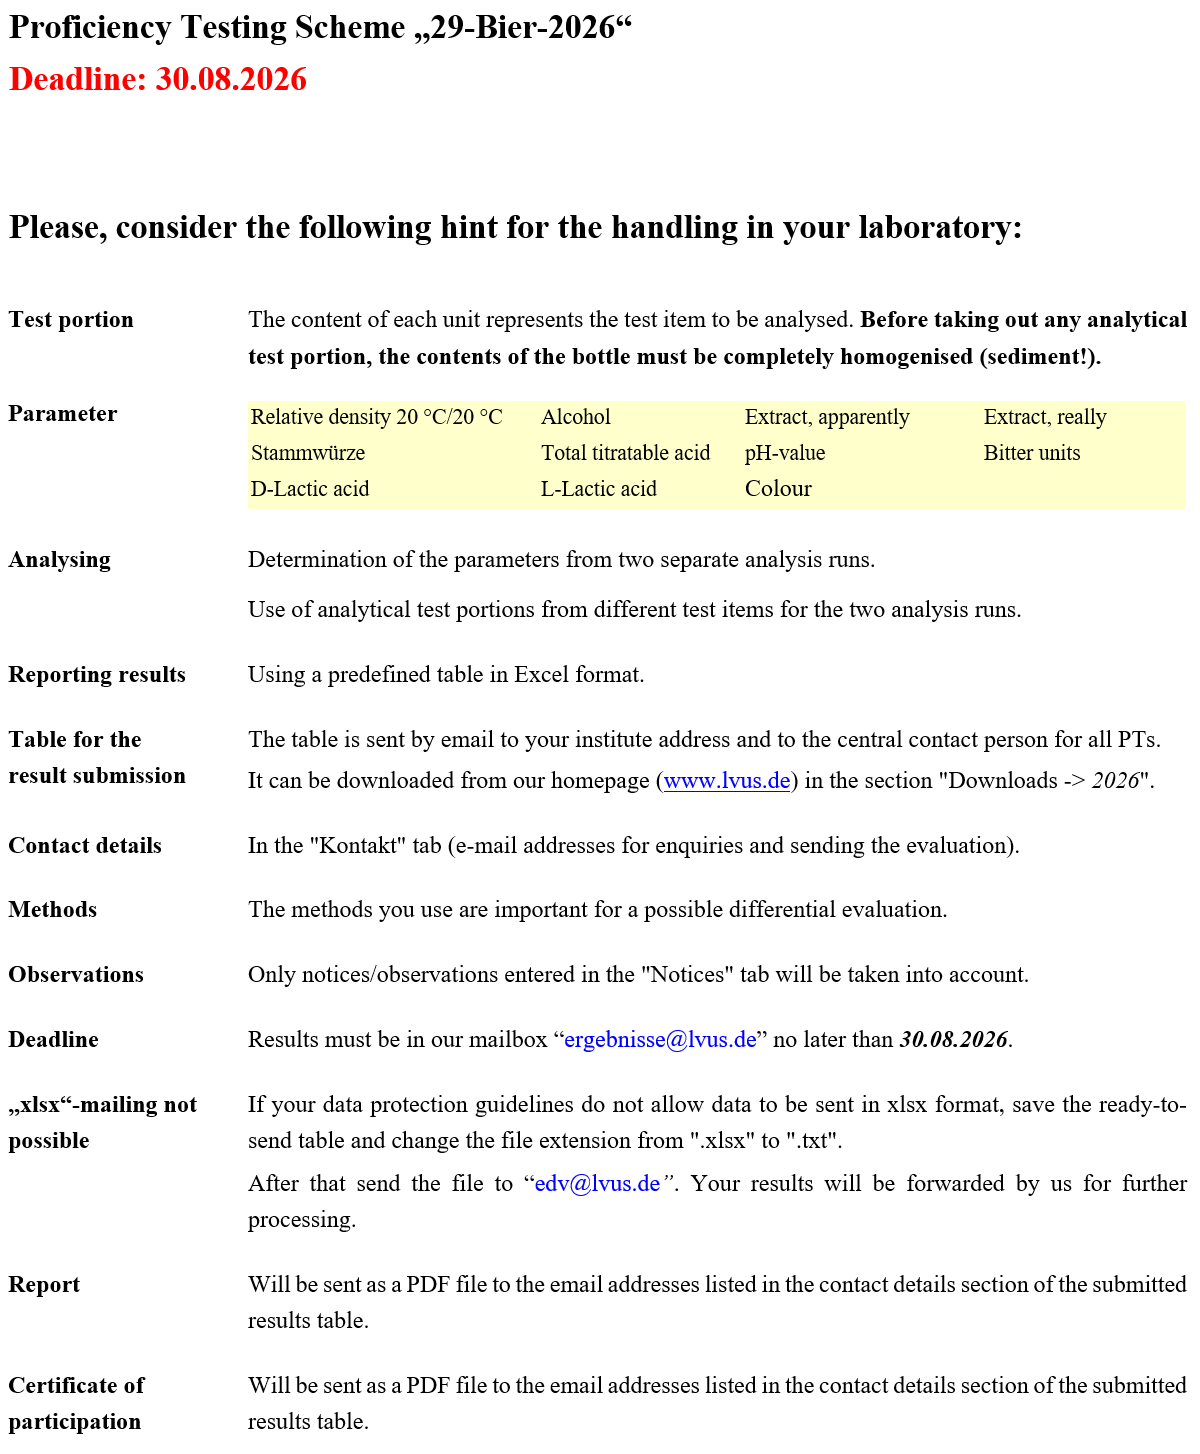 Proficiency Testing Scheme „29-Bier-2026“
Deadline: 30.08.2026
Please, consider the following hint for the handling in your laboratory:
Test portion The content of each unit represents the test item to be analysed. Before taking out any analytical
test portion, the contents of the bottle must be completely homogenised (sediment!).
Parameter Relative density 20 °C/20 °C Alcohol Extract, apparently Extract, really
Stammwürze Total titratable acid pH-value Bitter units
D-Lactic acid L-Lactic acid Colour
Analysing Determination of the parameters from two separate analysis runs.
Use of analytical test portions from different test items for the two analysis runs.
Reporting results Using a predefined table in Excel format.
Table for the The table is sent by email to your institute address and to the central contact person for all PTs.
result submission It can be downloaded from our homepage (www.lvus.de) in the section "Downloads -> 2026".
Contact details In the "Kontakt" tab (e-mail addresses for enquiries and sending the evaluation).
Methods The methods you use are important for a possible differential evaluation.
Observations Only notices/observations entered in the "Notices" tab will be taken into account.
Deadline Results must be in our mailbox “ergebnisse@lvus.de” no later than 30.08.2026.
„xlsx“-mailing not If your data protection guidelines do not allow data to be sent in xlsx format, save the ready-to-
possible send table and change the file extension from ".xlsx" to ".txt".
After that send the file to “edv@lvus.de”. Your results will be forwarded by us for further
processing.
Report Will be sent as a PDF file to the email addresses listed in the contact details section of the submitted
results table.
Certificate of Will be sent as a PDF file to the email addresses listed in the contact details section of the submitted
participation results table.